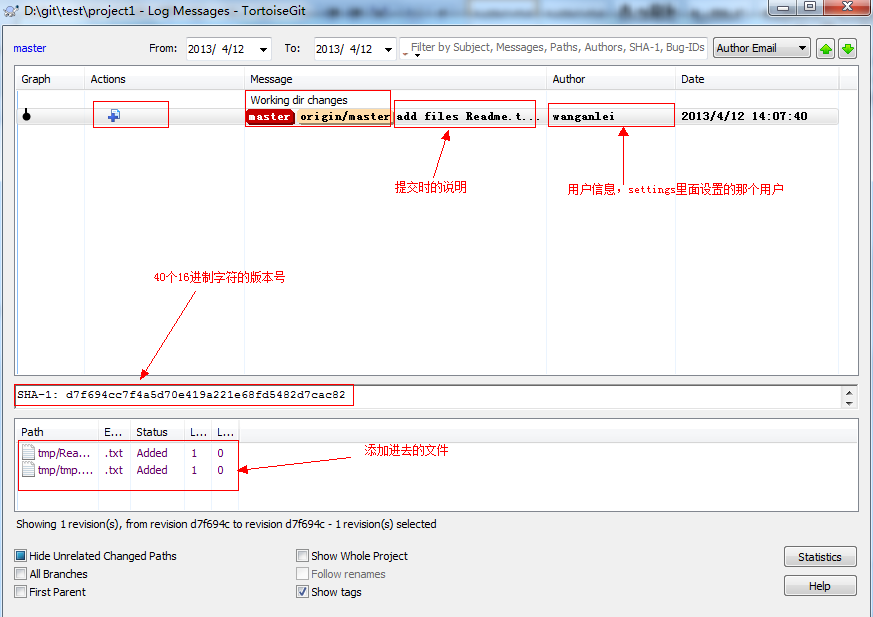 D:\git\test\project1 - Log Messages - TortoiseGit
master From: 2013/ 4/12 To: 2013/ 4/12 Filter by Subject, Messages, Paths, Authors, SHA-1, Bug-IDs Author Email
Graph Actions Message Author Date
Working dir changes
master origin/master add files Readme.t... wanganlei 2013/4/12 14:07:40
提交时的说明
用户信息，settings里面设置的那个用户
40个16进制字符的版本号
SHA-1: d7f694cc7f4a5d70e419a221e68fd5482d7cac82
Path E... Status L... L...
tmp/Rea... .txt Added 1 0
添加进去的文件
tmp/tmp.... .txt Added 1 0
Showing 1 revision(s), from revision d7f694c to revision d7f694c - 1 revision(s) selected
Hide Unrelated Changed Paths Show Whole Project Statistics
All Branches Follow renames
First Parent Show tags Help